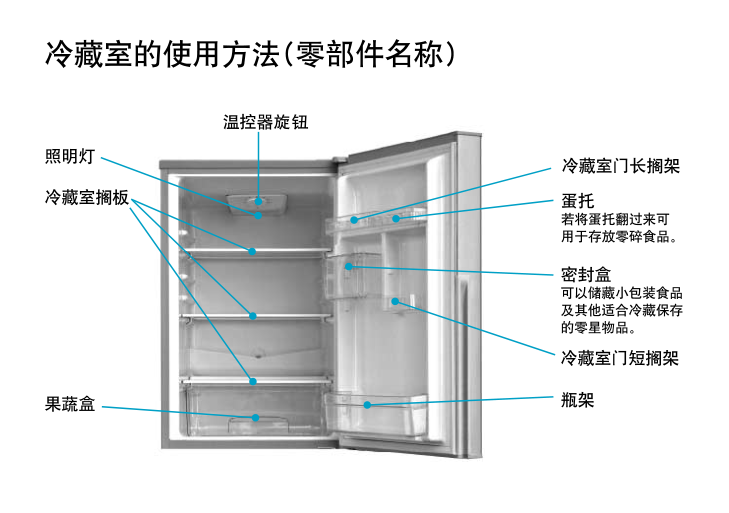 冷藏室的使用方法(零部件名称)
温控器旋钮
照明灯
冷藏室搁板
果蔬盒
冷藏室门长搁架
蛋托
若将蛋托翻过来可
用于存放零碎食品。
密封盒
可以储藏小包装食品
及其他适合冷藏保存
的零星物品。
冷藏室门短搁架
瓶架